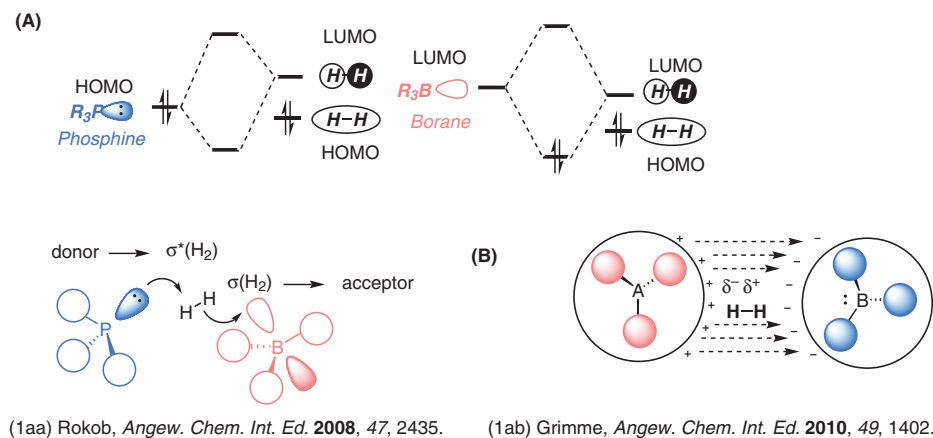 (A)
HOMO
R₃P :
Phosphine
LUMO
H-H
H-H
HOMO
LUMO
R₃B
Borane
LUMO
H-H
H-H
HOMO
donor → σ*(H₂)
P
H
H
σ(H₂) → acceptor
B
(B)
A
+ + + + + +
δ⁻ δ⁺
H-H
− − − − − −
: B
(1aa) Rokob, Angew. Chem. Int. Ed. 2008, 47, 2435.
(1ab) Grimme, Angew. Chem. Int. Ed. 2010, 49, 1402.